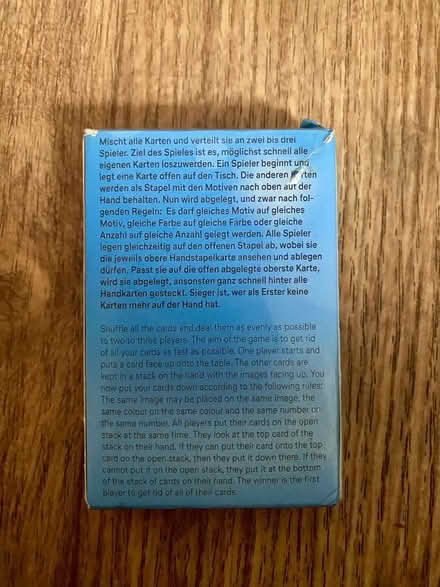 Mischt alle Karten und verteilt sie an zwei bis drei
Spieler. Ziel des Spieles ist es, möglichst schnell alle
eigenen Karten loszuwerden. Ein Spieler beginnt und
legt eine Karte offen auf den Tisch. Die anderen Karten
werden als Stapel mit den Motiven nach oben auf der
Hand behalten. Nun wird abgelegt, und zwar nach fol-
genden Regeln: Es darf gleiches Motiv auf gleiches
Motiv, gleiche Farbe auf gleiche Farbe oder gleiche
Anzahl auf gleiche Anzahl gelegt werden. Alle Spieler
legen gleichzeitig auf den offenen Stapel ab, wobei sie
die jeweils obere Handstapelkarte ansehen und ablegen
dürfen. Passt sie auf die offen abgelegte oberste Karte,
wird sie abgelegt, ansonsten ganz schnell hinter alle
Handkarten gesteckt. Sieger ist, wer als Erster keine
Karten mehr auf der Hand hat.
Shuffle all the cards and deal them as evenly as possible
to two to three players. The aim of the game is to get rid
of all your cards as fast as possible. One player starts and
puts a card face up onto the table. The other cards are
kept in a stack on the hand with the images facing up. You
now put your cards down according to the following rules:
The same image may be placed on the same image, the
same colour on the same colour and the same number on
the same number. All players put their cards on the open
stack at the same time. They look at the top card of the
stack on their hand. If they can put their card onto the top
card on the open stack, then they put it down there. If they
cannot put it on the open stack, they put it at the bottom
of the stack of cards on their hand. The winner is the first
player to get rid of all of their cards.